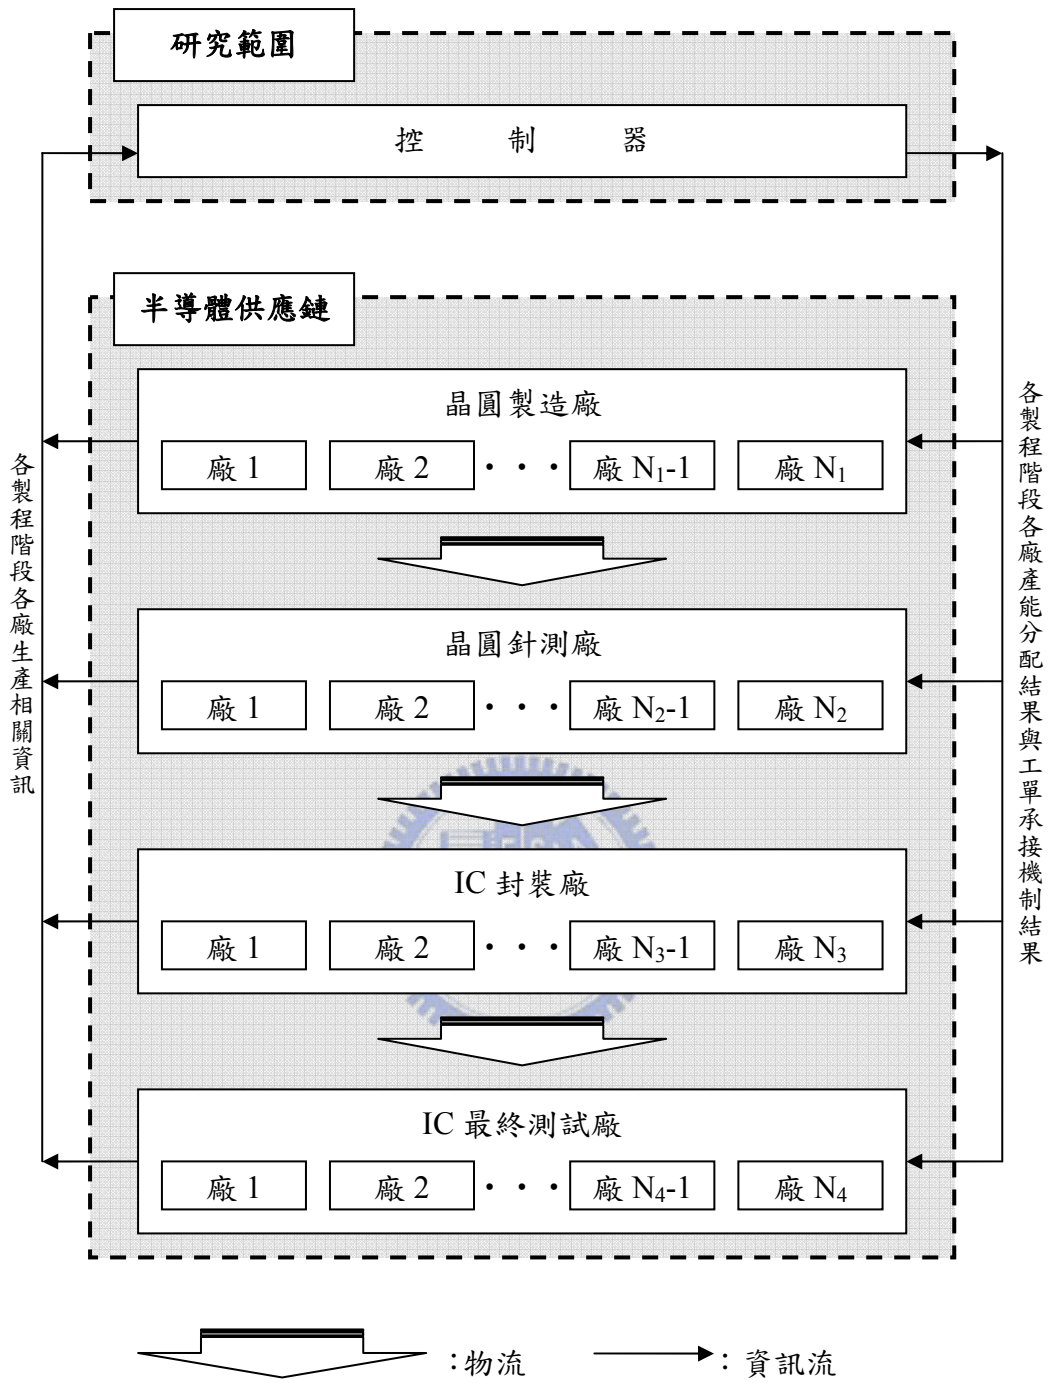 研究範圍
控制器
半導體供應鏈
晶圓製造廠
廠 1 廠 2 ・・・ 廠 N₁-1 廠 N₁
晶圓針測廠
廠 1 廠 2 ・・・ 廠 N₂-1 廠 N₂
IC 封裝廠
廠 1 廠 2 ・・・ 廠 N₃-1 廠 N₃
IC 最終測試廠
廠 1 廠 2 ・・・ 廠 N₄-1 廠 N₄
各製程階段各廠生產相關資訊
各製程階段各廠產能分配結果與工單承接機制結果
:物流 : 資訊流